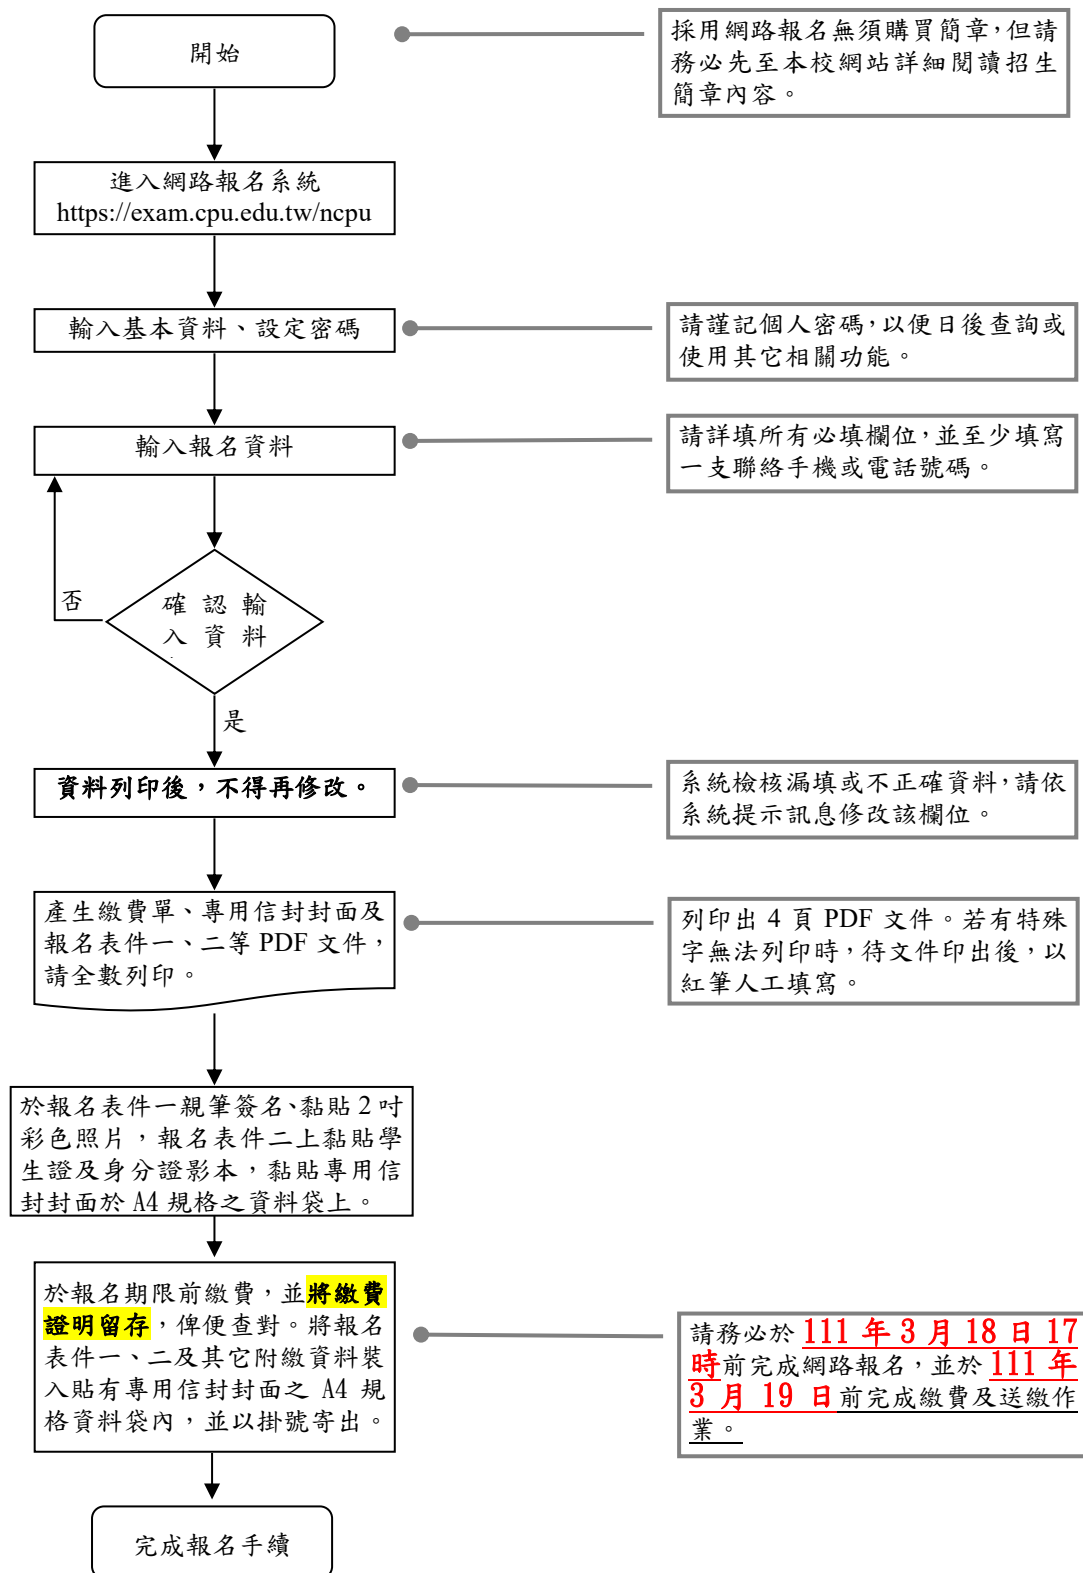 開始
採用網路報名無須購買簡章，但請
務必先至本校網站詳細閱讀招生
簡章內容。
進入網路報名系統
https://exam.cpu.edu.tw/ncpu
輸入基本資料、設定密碼
請謹記個人密碼，以便日後查詢或
使用其它相關功能。
輸入報名資料
請詳填所有必填欄位，並至少填寫
一支聯絡手機或電話號碼。
否
確認輸
入資料
是
資料列印後，不得再修改。
系統檢核漏填或不正確資料，請依
系統提示訊息修改該欄位。
產生繳費單、專用信封封面及
報名表件一、二等 PDF 文件，
請全數列印。
列印出 4 頁 PDF 文件。若有特殊
字無法列印時，待文件印出後，以
紅筆人工填寫。
於報名表件一親筆簽名、黏貼 2 吋
彩色照片，報名表件二上黏貼學
生證及身分證影本，黏貼專用信
封封面於 A4 規格之資料袋上。
於報名期限前繳費，並將繳費
證明留存，俾便查對。將報名
表件一、二及其它附繳資料裝
入貼有專用信封封面之 A4 規
格資料袋內，並以掛號寄出。
請務必於 111 年 3 月 18 日 17
時前完成網路報名，並於 111 年
3 月 19 日前完成繳費及送繳作
業。
完成報名手續